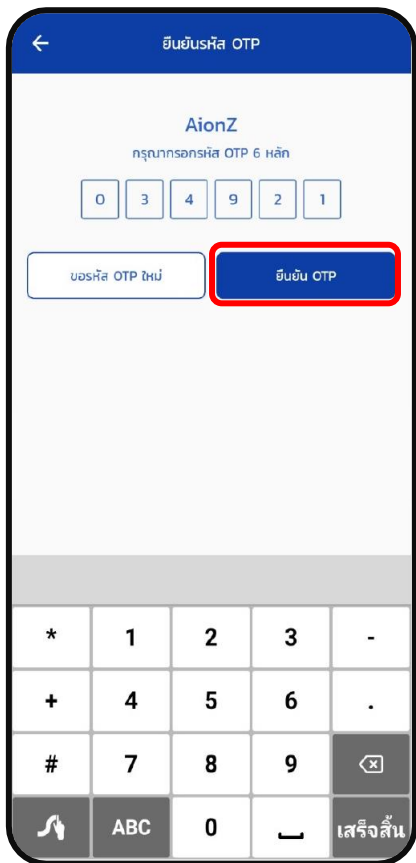 ยืนยันรหัส OTP
AionZ
กรุณากรอกรหัส OTP 6 หลัก
0 3 4 9 2 1
ขอรหัส OTP ใหม่ ยืนยัน OTP
* 1 2 3 -
+ 4 5 6 .
# 7 8 9
ABC 0 เสร็จสิ้น